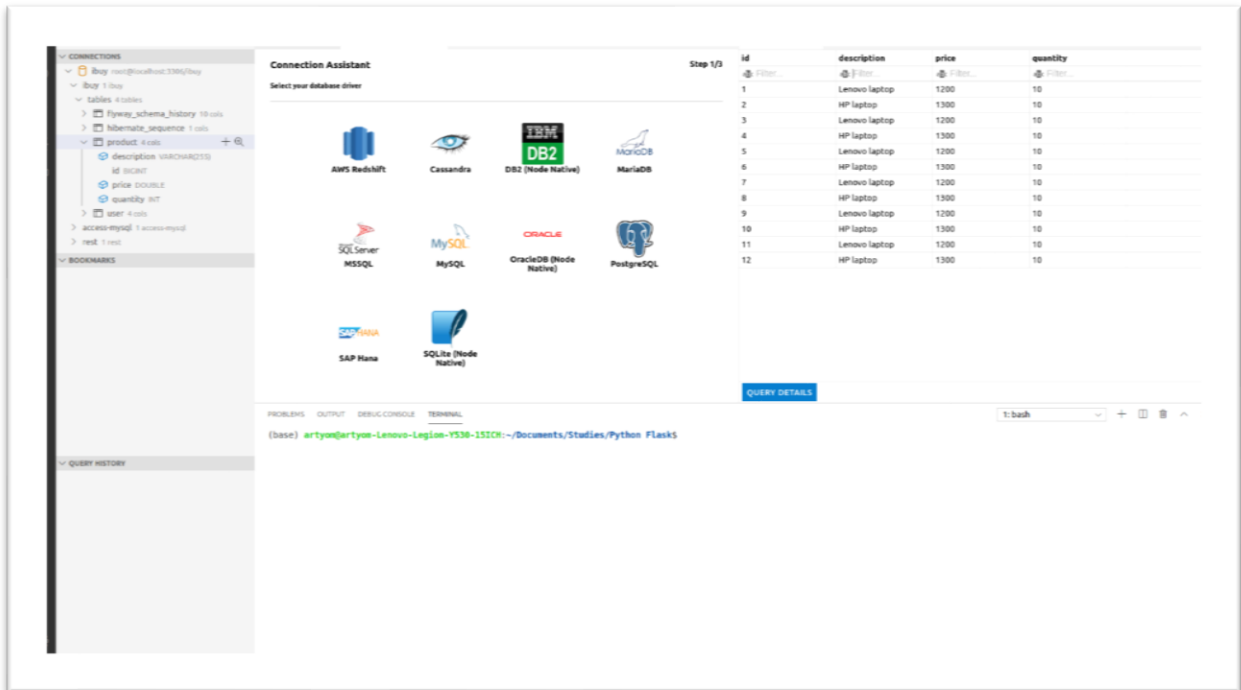 CONNECTIONS
ibuy root@localhost:3306/ibuy
ibuy 1 ibuy
tables 4 tables
flyway_schema_history 10 cols
hibernate_sequence 1 cols
product 4 cols
description VARCHAR(255)
id BIGINT
price DOUBLE
quantity INT
user 4 cols
access-mysql 1 access-mysql
rest 1 rest
BOOKMARKS
QUERY HISTORY
Connection Assistant Step 1/3
Select your database driver
IBM
DB2
MariaDB
AWS Redshift Cassandra DB2 (Node Native) MariaDB
SQL Server MySQL ORACLE
MSSQL MySQL OracleDB (Node Native) PostgreSQL
SAP HANA
SAP Hana SQLite (Node Native)
id description price quantity
Filter... Filter... Filter... Filter...
1 Lenovo laptop 1200 10
2 HP laptop 1300 10
3 Lenovo laptop 1200 10
4 HP laptop 1300 10
5 Lenovo laptop 1200 10
6 HP laptop 1300 10
7 Lenovo laptop 1200 10
8 HP laptop 1300 10
9 Lenovo laptop 1200 10
10 HP laptop 1300 10
11 Lenovo laptop 1200 10
12 HP laptop 1300 10
QUERY DETAILS
PROBLEMS OUTPUT DEBUG CONSOLE TERMINAL 1: bash
(base) artyom@artyom-Lenovo-Legion-Y530-15ICH:~/Documents/Studies/Python Flask$